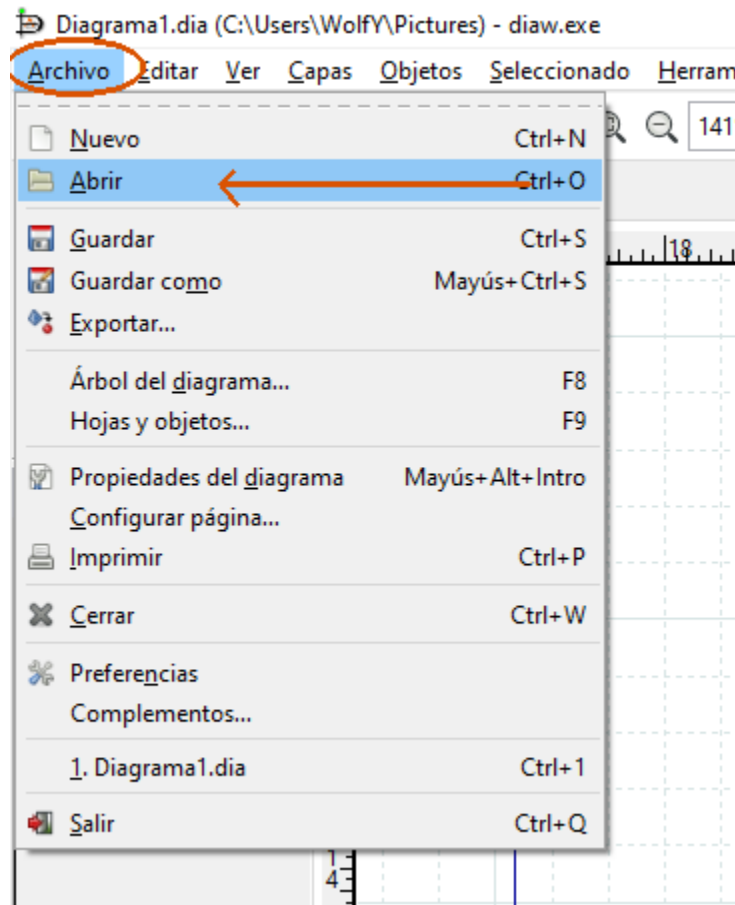 Diagrama1.dia (C:\Users\WolfY\Pictures) - diaw.exe
Archivo Editar Ver Capas Objetos Seleccionado Herram
141
Nuevo Ctrl+N
Abrir Ctrl+O
18
Guardar Ctrl+S
Guardar como Mayús+Ctrl+S
Exportar...
Árbol del diagrama... F8
Hojas y objetos... F9
Propiedades del diagrama Mayús+Alt+Intro
Configurar página...
Imprimir Ctrl+P
Cerrar Ctrl+W
Preferencias
Complementos...
1. Diagrama1.dia Ctrl+1
Salir Ctrl+Q
14